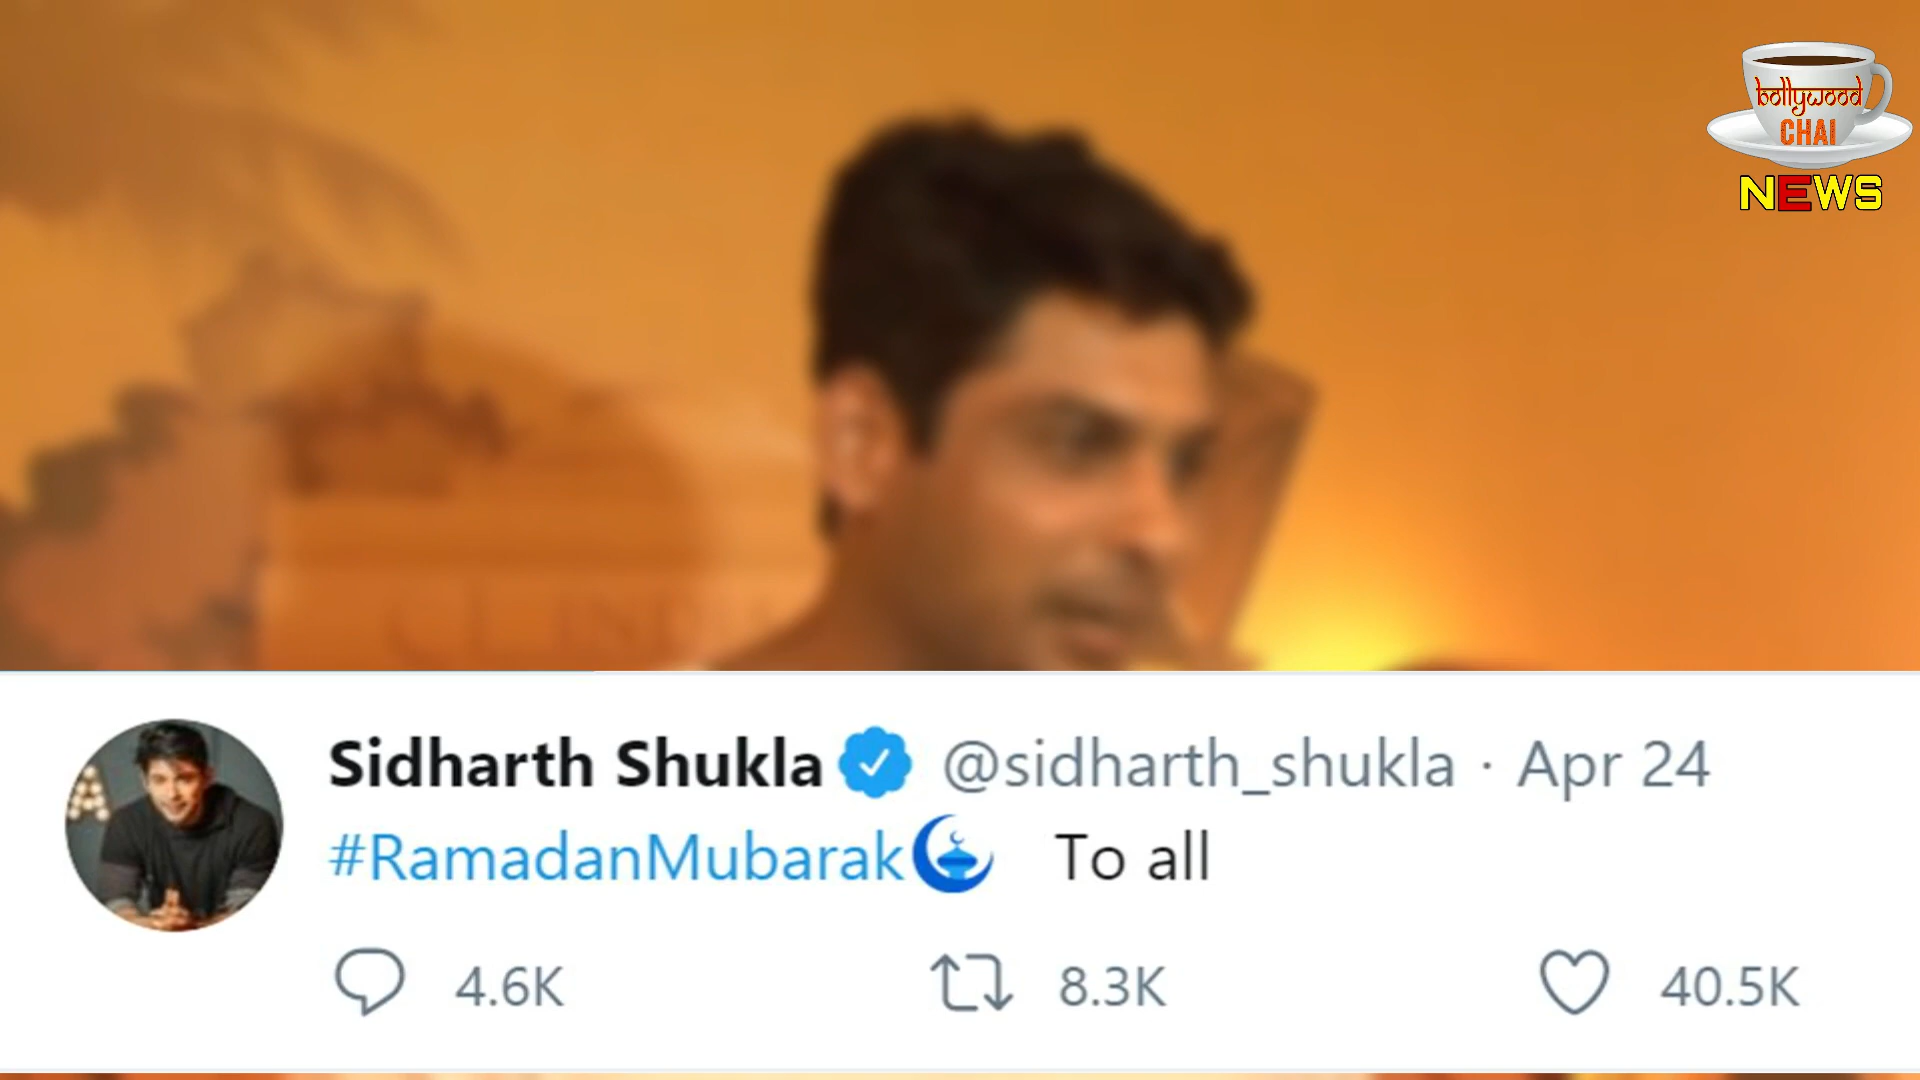 bollywood
CHAI
NEWS
Sidharth Shukla @sidharth_shukla · Apr 24
#RamadanMubarak To all
4.6K 8.3K 40.5K